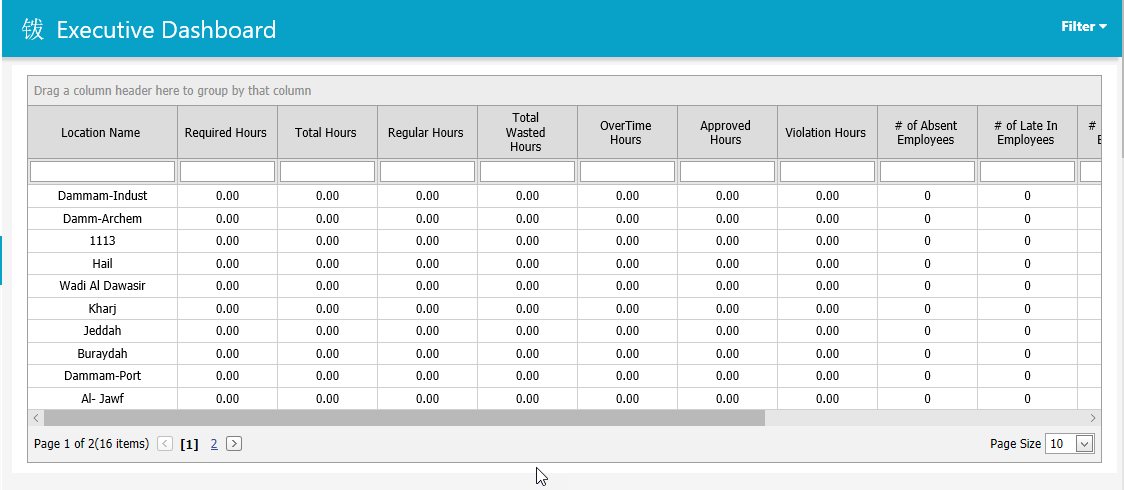 钹 Executive Dashboard
Filter
Drag a column header here to group by that column
Location Name Required Hours Total Hours Regular Hours Total Wasted Hours OverTime Hours Approved Hours Violation Hours # of Absent Employees # of Late In Employees #
Dammam-Indust 0.00 0.00 0.00 0.00 0.00 0.00 0.00 0 0
Damm-Archem 0.00 0.00 0.00 0.00 0.00 0.00 0.00 0 0
1113 0.00 0.00 0.00 0.00 0.00 0.00 0.00 0 0
Hail 0.00 0.00 0.00 0.00 0.00 0.00 0.00 0 0
Wadi Al Dawasir 0.00 0.00 0.00 0.00 0.00 0.00 0.00 0 0
Kharj 0.00 0.00 0.00 0.00 0.00 0.00 0.00 0 0
Jeddah 0.00 0.00 0.00 0.00 0.00 0.00 0.00 0 0
Buraydah 0.00 0.00 0.00 0.00 0.00 0.00 0.00 0 0
Dammam-Port 0.00 0.00 0.00 0.00 0.00 0.00 0.00 0 0
Al- Jawf 0.00 0.00 0.00 0.00 0.00 0.00 0.00 0 0
Page 1 of 2(16 items) [1] 2 Page Size 10